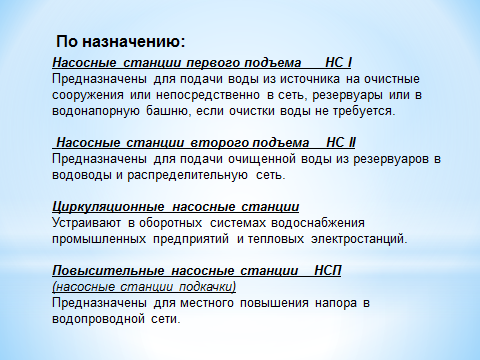 По назначению:
Насосные станции первого подъема НС I
Предназначены для подачи воды из источника на очистные
сооружения или непосредственно в сеть, резервуары или в
водонапорную башню, если очистки воды не требуется.
Насосные станции второго подъема НС II
Предназначены для подачи очищенной воды из резервуаров в
водоводы и распределительную сеть.
Циркуляционные насосные станции
Устраивают в оборотных системах водоснабжения
промышленных предприятий и тепловых электростанций.
Повысительные насосные станции НСП
(насосные станции подкачки)
Предназначены для местного повышения напора в
водопроводной сети.